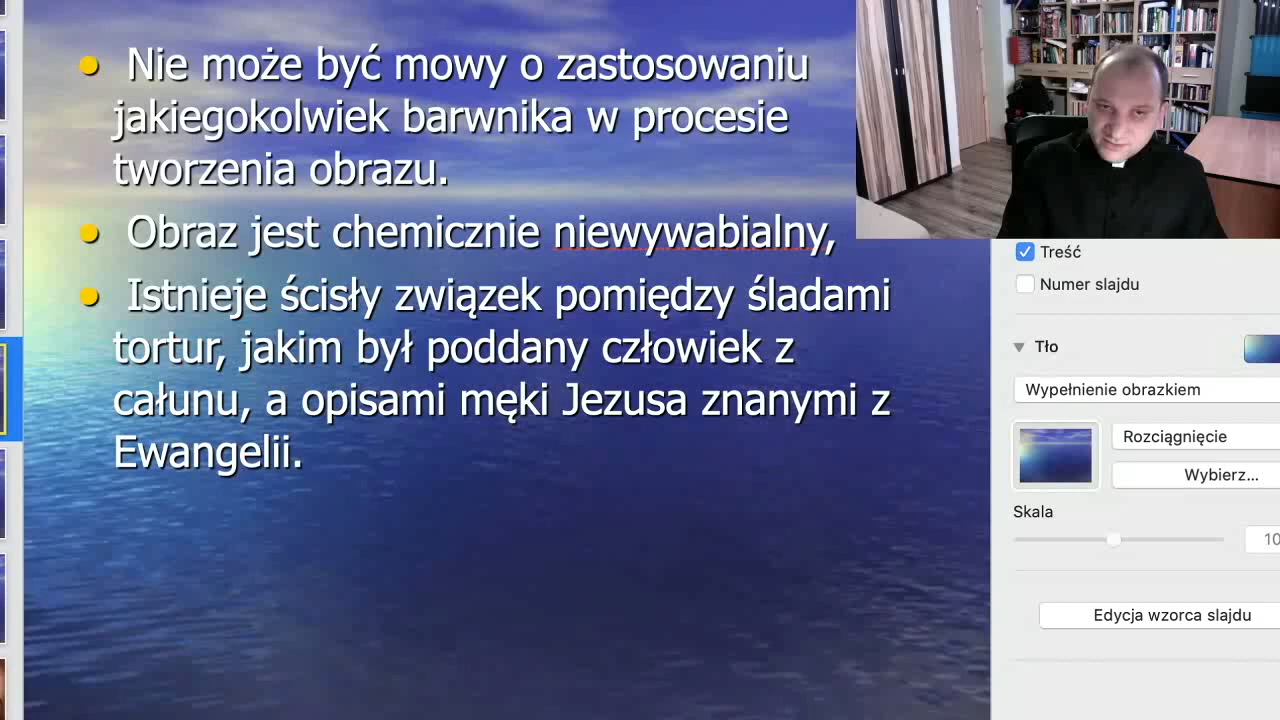 Nie może być mowy o zastosowaniu
jakiegokolwiek barwnika w procesie
tworzenia obrazu.
Obraz jest chemicznie niewywabialny,
Istnieje ścisły związek pomiędzy śladami
tortur, jakim był poddany człowiek z
całunu, a opisami męki Jezusa znanymi z
Ewangelii.
Treść
Numer slajdu
Tło
Wypełnienie obrazkiem
Rozciągnięcie
Wybierz...
Skala
10
Edycja wzorca slajdu